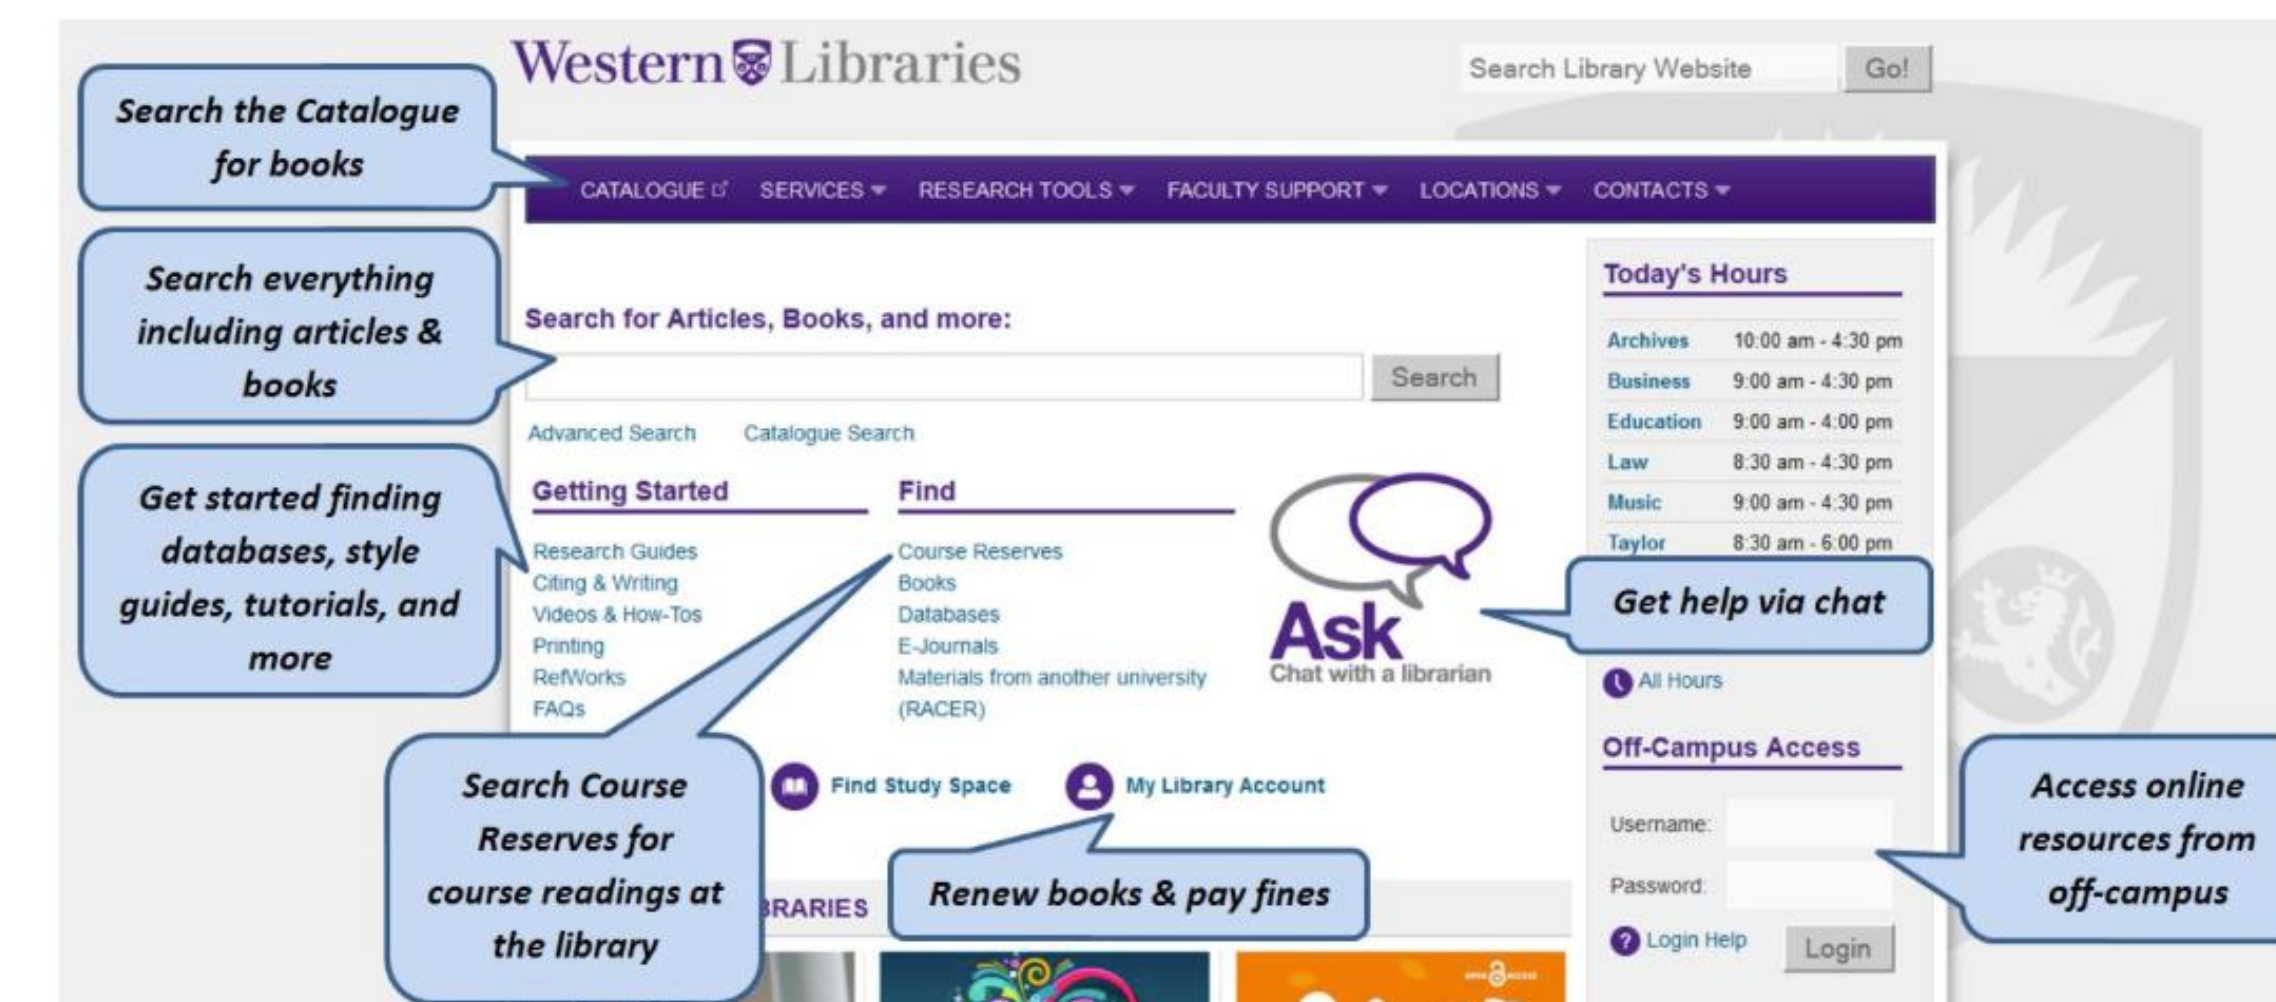 Western Libraries
Search Library Website Go!
Search the Catalogue
for books
CATALOGUE SERVICES RESEARCH TOOLS FACULTY SUPPORT LOCATIONS CONTACTS
Search everything
including articles &
books
Search for Articles, Books, and more:
Search
Advanced Search Catalogue Search
Get started finding
databases, style
guides, tutorials, and
more
Getting Started
Research Guides
Citing & Writing
Videos & How-Tos
Printing
RefWorks
FAQs
Find
Course Reserves
Books
Databases
E-Journals
Materials from another university
(RACER)
Ask
Chat with a librarian
Get help via chat
Today's Hours
Archives 10:00 am - 4:30 pm
Business 9:00 am - 4:30 pm
Education 9:00 am - 4:00 pm
Law 8:30 am - 4:30 pm
Music 9:00 am - 4:30 pm
Taylor 8:30 am - 6:00 pm
All Hours
Search Course
Reserves for
course readings at
the library
Find Study Space My Library Account
Renew books & pay fines
Off-Campus Access
Username:
Password:
? Login Help Login
Access online
resources from
off-campus
OPEN ACCESS